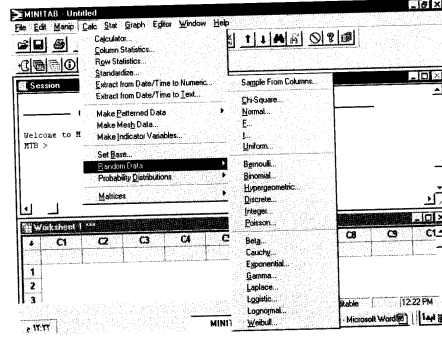 MINITAB - Untitled
File Edit Manip Calc Stat Graph Editor Window Help
Calculator...
Column Statistics...
Row Statistics...
Standardize...
Extract from Date/Time to Numeric...
Extract from Date/Time to Text...
Make Patterned Data
Make Mesh Data...
Make Indicator Variables...
Set Base...
Random Data
Probability Distributions
Matrices
Sample From Columns...
Chi-Square...
Normal...
F...
t...
Uniform...
Bernoulli...
Binomial...
Hypergeometric...
Discrete...
Integer...
Poisson...
Beta...
Cauchy...
Exponential...
Gamma...
Laplace...
Logistic...
Lognormal...
Weibull...
Session
Welcome to M
MTB >
Worksheet 1 ***
C1 C2 C3 C4 C8 C9
1
2
3
12:22 PM
م ١٢:٢٢ MINIT - Microsoft Word